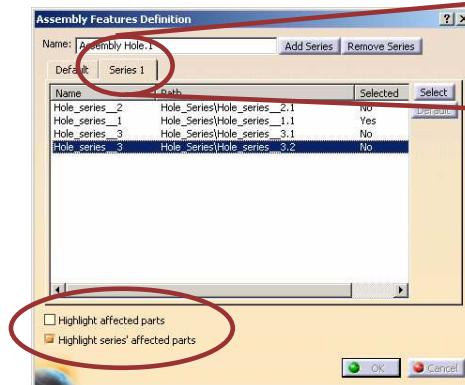 Assembly Features Definition
Name: Assembly Hole.1 Add Series Remove Series
Default Series 1
Name Path Selected Select
Hole_series__2 Hole_Series\Hole_series__2.1 No Default
Hole_series__1 Hole_Series\Hole_series__1.1 Yes
Hole_series__3 Hole_Series\Hole_series__3.1 No
Hole_series__3 Hole_Series\Hole_series__3.2 No
Highlight affected parts
Highlight series' affected parts
OK Cancel